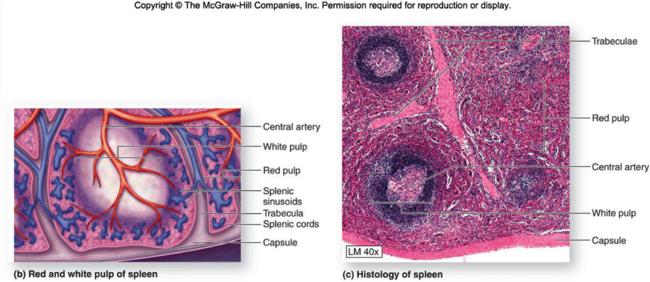 Copyright © The McGraw-Hill Companies, Inc. Permission required for reproduction or display.
Central artery
White pulp
Red pulp
Splenic
sinusoids
Trabecula
Splenic cords
Capsule
(b) Red and white pulp of spleen
Trabeculae
Red pulp
Central artery
White pulp
Capsule
LM 40x
(c) Histology of spleen